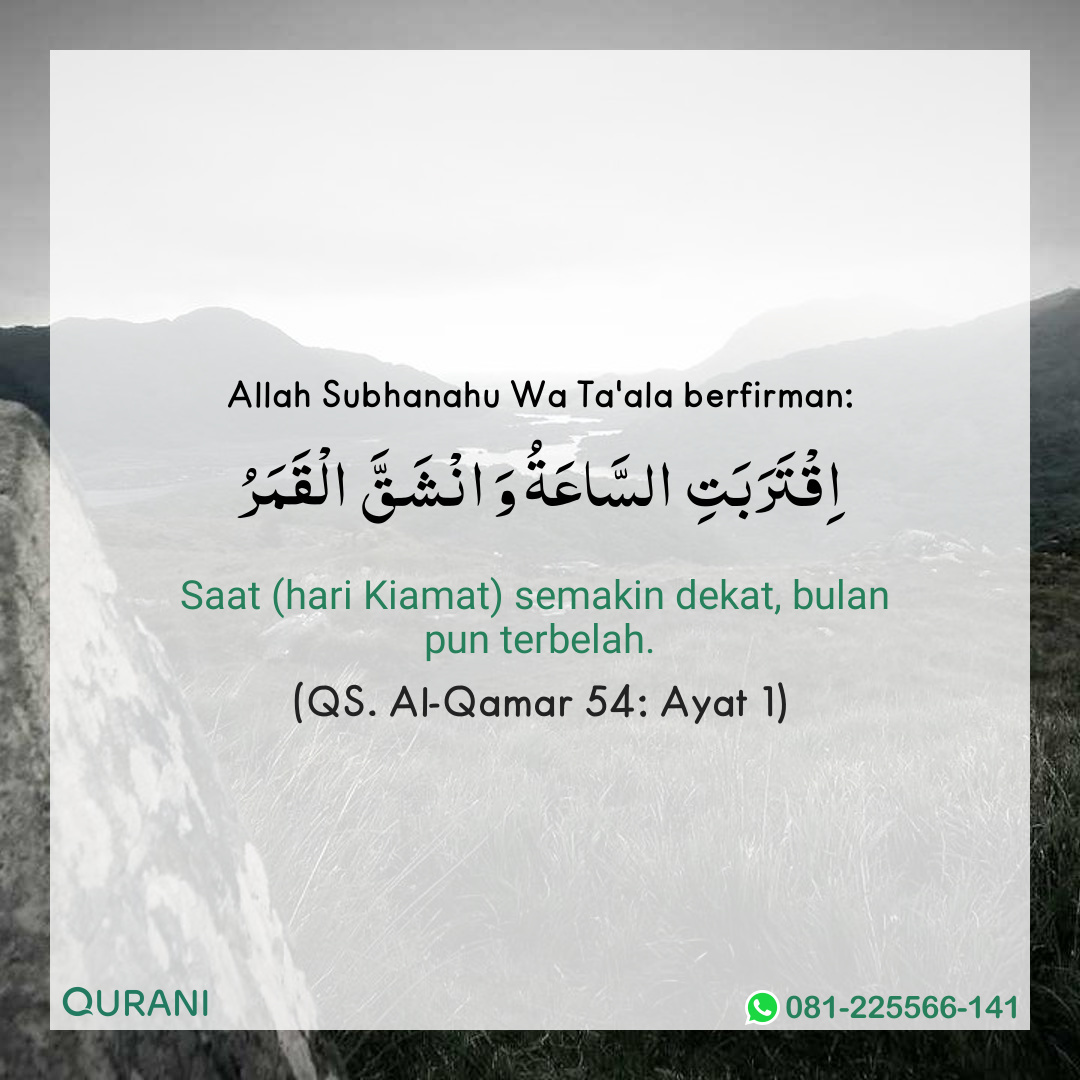 Allah Subhanahu Wa Ta'ala berfirman:
اِقْتَرَبَتِ السَّاعَةُ وَا نْشَقَّ الْقَمَرُ
Saat (hari Kiamat) semakin dekat, bulan
pun terbelah.
(QS. Al-Qamar 54: Ayat 1)
QURANI
081-225566-141